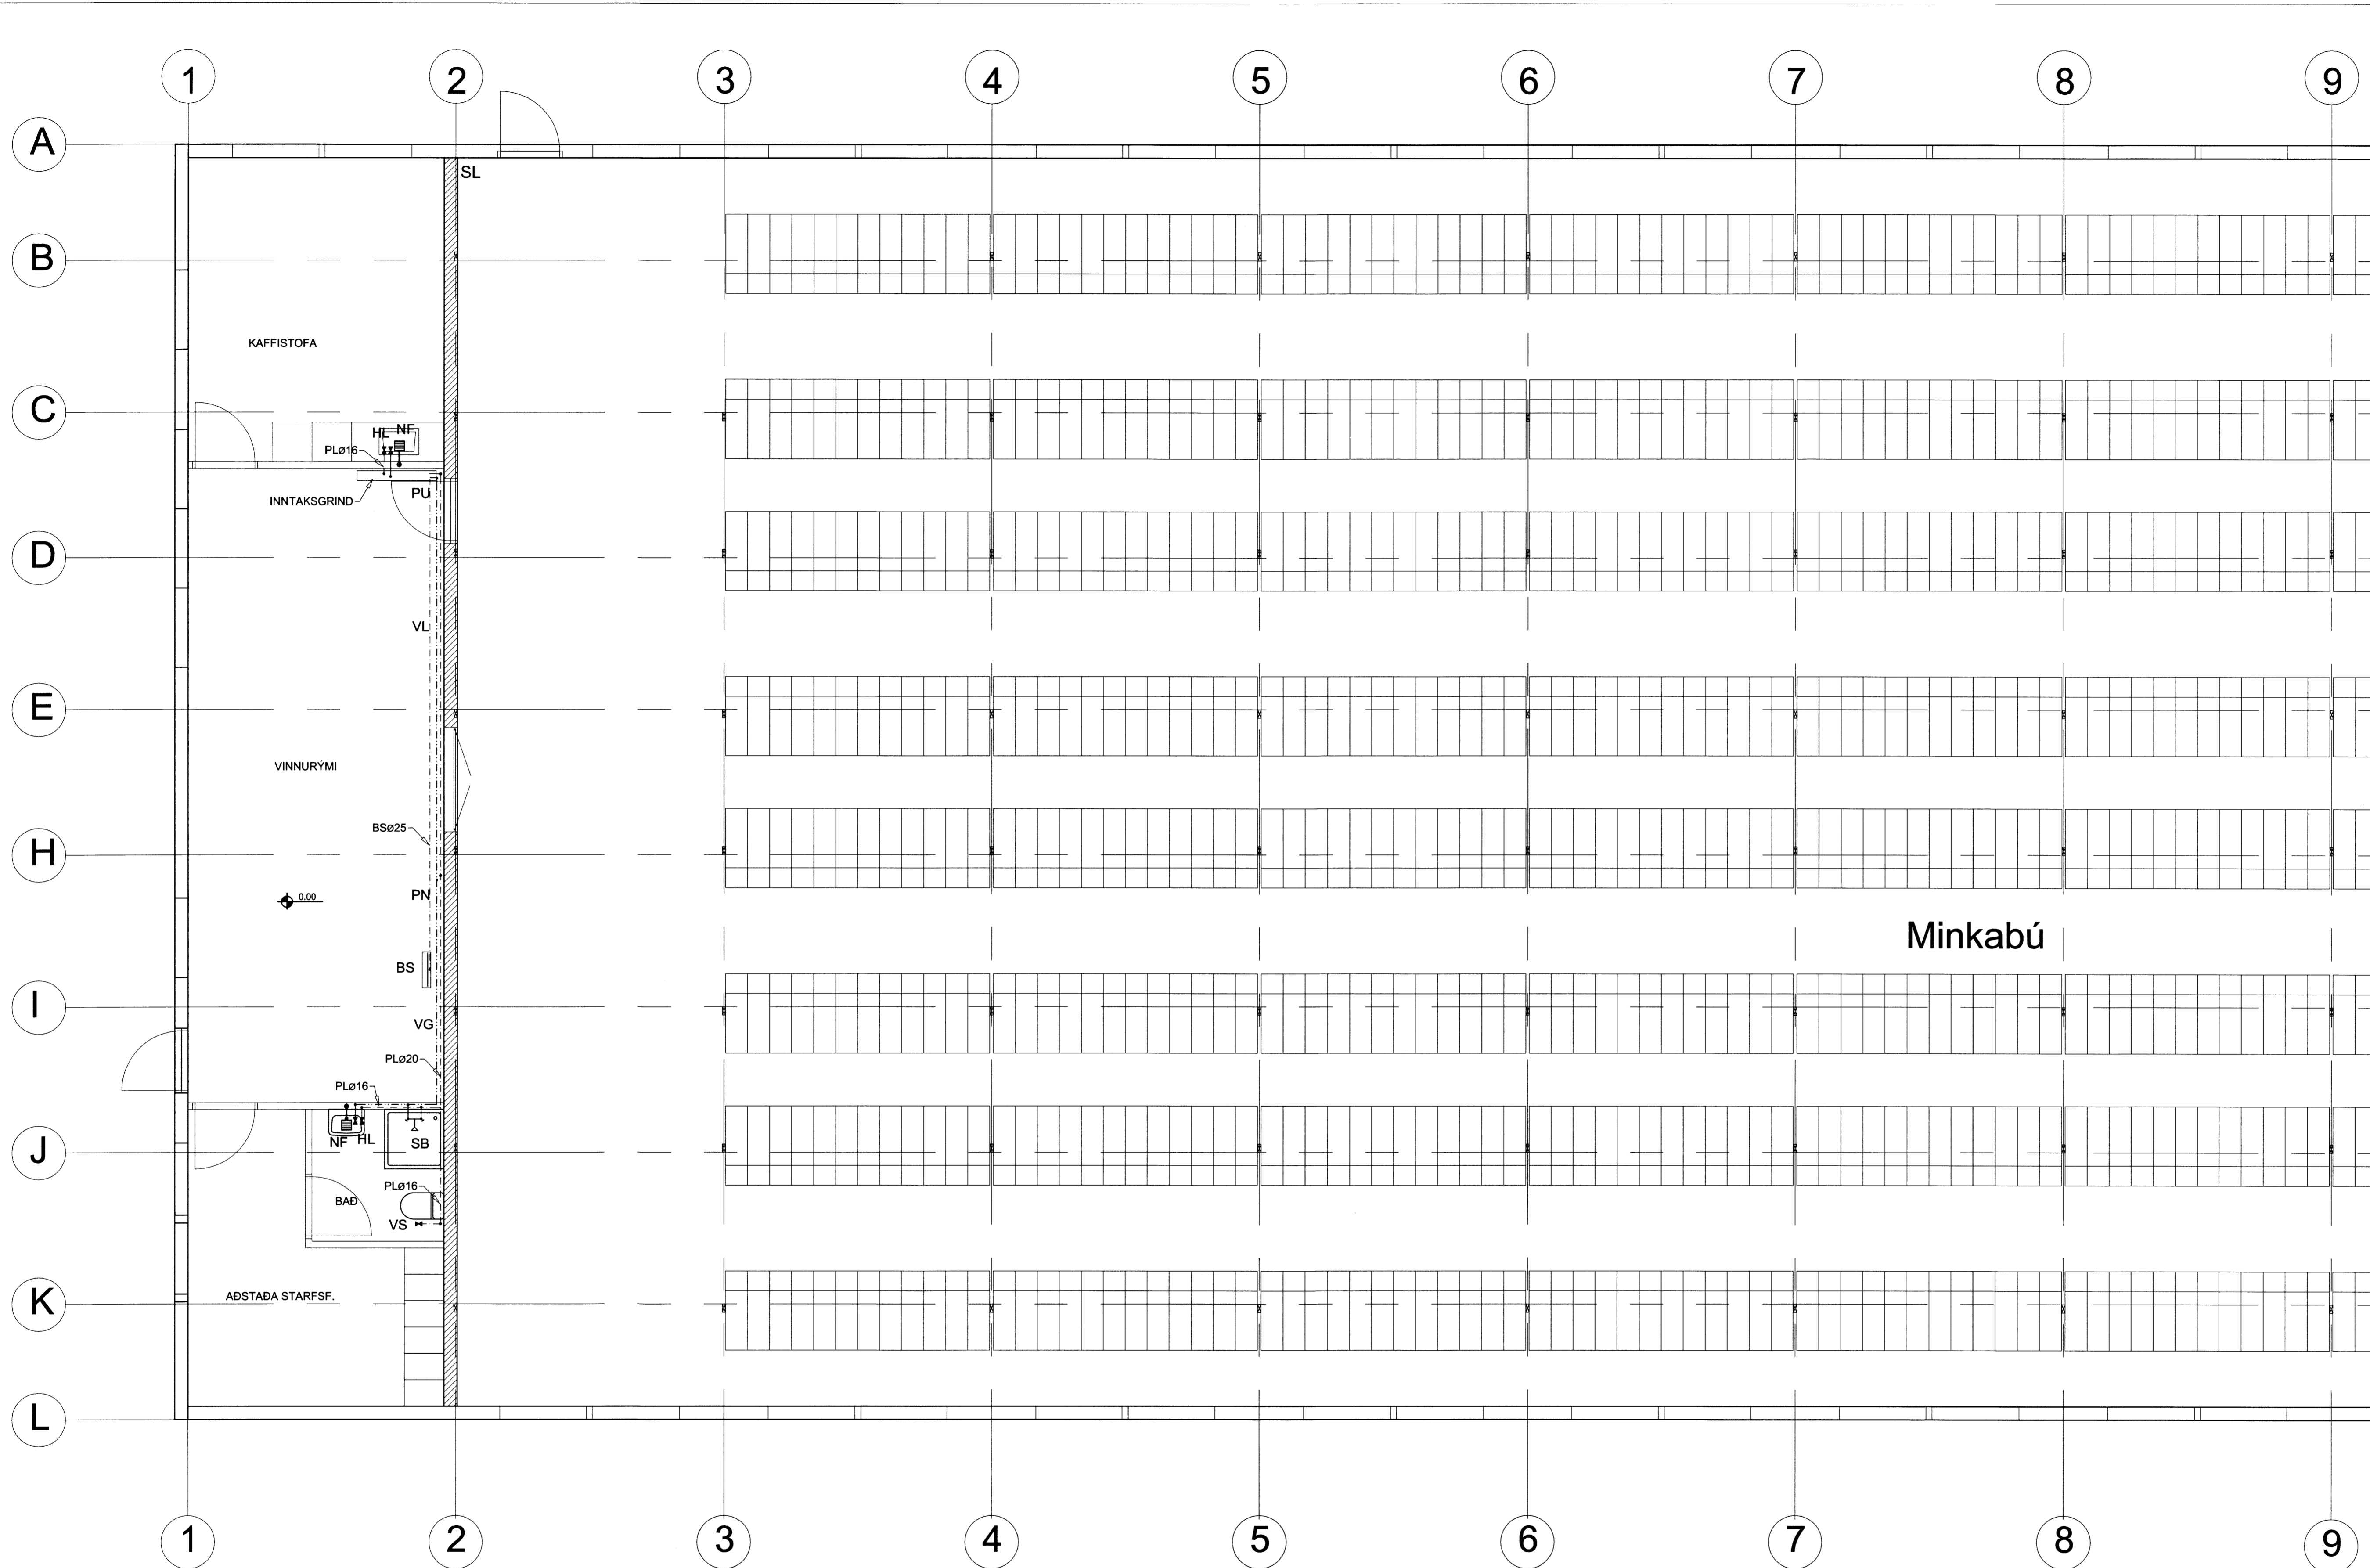 1 2 3 4 5 6 7 8 9
A
SL
B
KAFFISTOFA
C
HL NF
PLø16
PU
INNTAKSGRIND
D
VL
E
VINNURÝMI
BSø25
H
PN
0.00
Minkabú
BS
I
VG
PLø20
PLø16
NF HL
SB
J
PLø16
BAÐ
VS
K
AÐSTAÐA STARFSF.
L
1 2 3 4 5 6 7 8 9